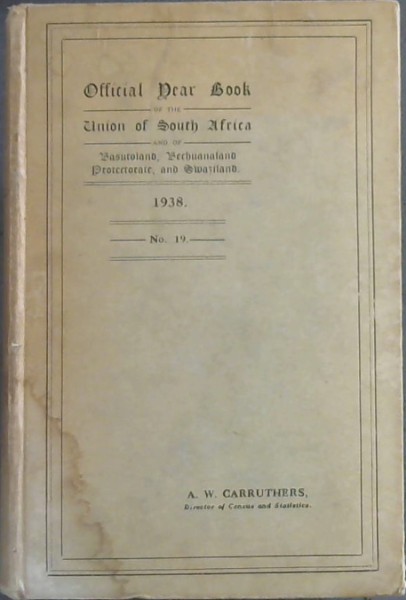 Official Year Book
OF THE
Union of South Africa
AND OF
Basutoland, Bechuanaland
Protectorate, and Swaziland.
1938.
No. 19.
A. W. CARRUTHERS,
Director of Census and Statistics.